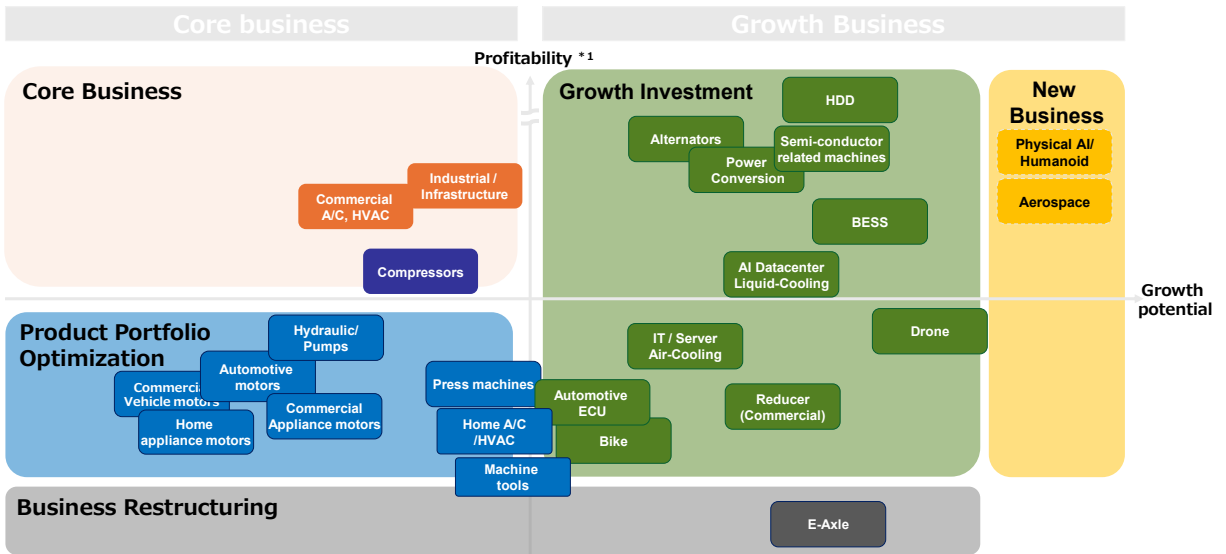 Core business
Growth Business
Profitability *1
Core Business
Growth Investment
New
Business
HDD
Alternators
Semi-conductor
related machines
Physical AI/
Humanoid
Power
Conversion
Industrial /
Infrastructure
Commercial
A/C, HVAC
Aerospace
BESS
Compressors
AI Datacenter
Liquid-Cooling
Growth
potential
Product Portfolio
Optimization
Hydraulic/
Pumps
IT / Server
Air-Cooling
Drone
Automotive
motors
Press machines
Commercial
Vehicle motors
Automotive
ECU
Reducer
(Commercial)
Commercial
Appliance motors
Home
appliance motors
Home A/C
/HVAC
Bike
Machine
tools
Business Restructuring
E-Axle